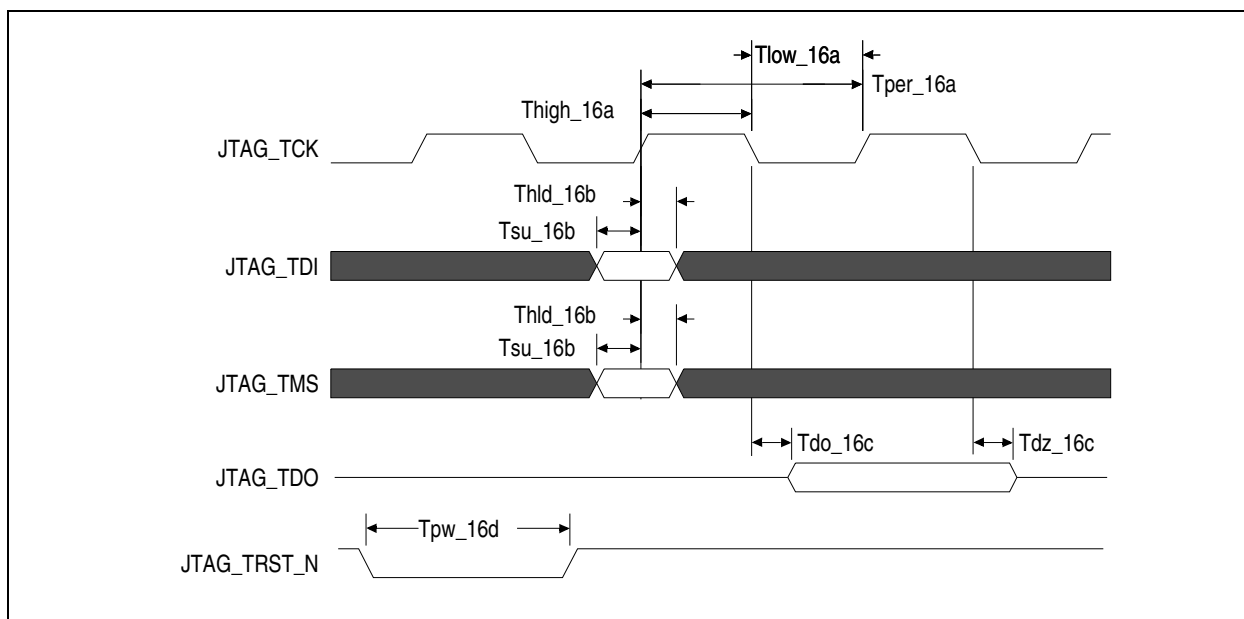 Tlow_16a
Tper_16a
Thigh_16a
JTAG_TCK
Thld_16b
Tsu_16b
JTAG_TDI
Thld_16b
Tsu_16b
JTAG_TMS
Tdo_16c
Tdz_16c
JTAG_TDO
Tpw_16d
JTAG_TRST_N